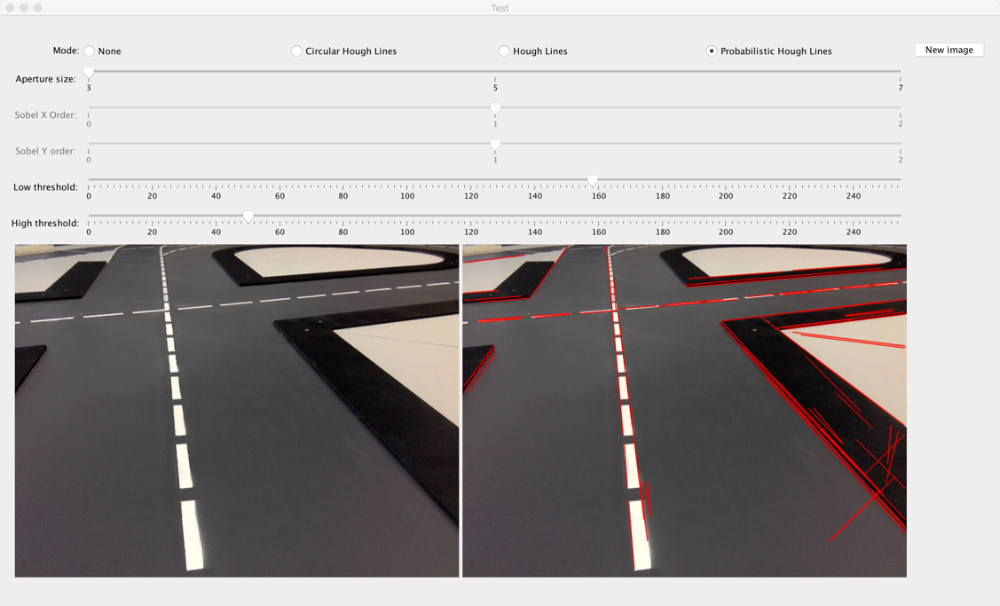 Test
Mode: None Circular Hough Lines Hough Lines Probabilistic Hough Lines New image
Aperture size:
3 5 7
Sobel X Order:
0 1 2
Sobel Y order:
0 1 2
Low threshold:
0 20 40 60 80 100 120 140 160 180 200 220 240
High threshold:
0 20 40 60 80 100 120 140 160 180 200 220 240